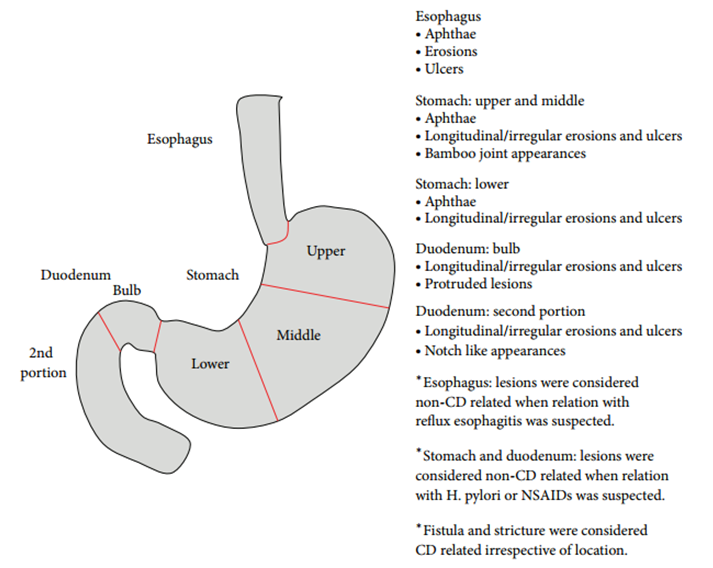 Esophagus
Stomach
Upper
Middle
Lower
Duodenum
Bulb
2nd
portion
Esophagus
• Aphthae
• Erosions
• Ulcers
Stomach: upper and middle
• Aphthae
• Longitudinal/irregular erosions and ulcers
• Bamboo joint appearances
Stomach: lower
• Aphthae
• Longitudinal/irregular erosions and ulcers
Duodenum: bulb
• Longitudinal/irregular erosions and ulcers
• Protruded lesions
Duodenum: second portion
• Longitudinal/irregular erosions and ulcers
• Notch like appearances
*Esophagus: lesions were considered
non-CD related when relation with
reflux esophagitis was suspected.
*Stomach and duodenum: lesions were
considered non-CD related when relation
with H. pylori or NSAIDs was suspected.
*Fistula and stricture were considered
CD related irrespective of location.